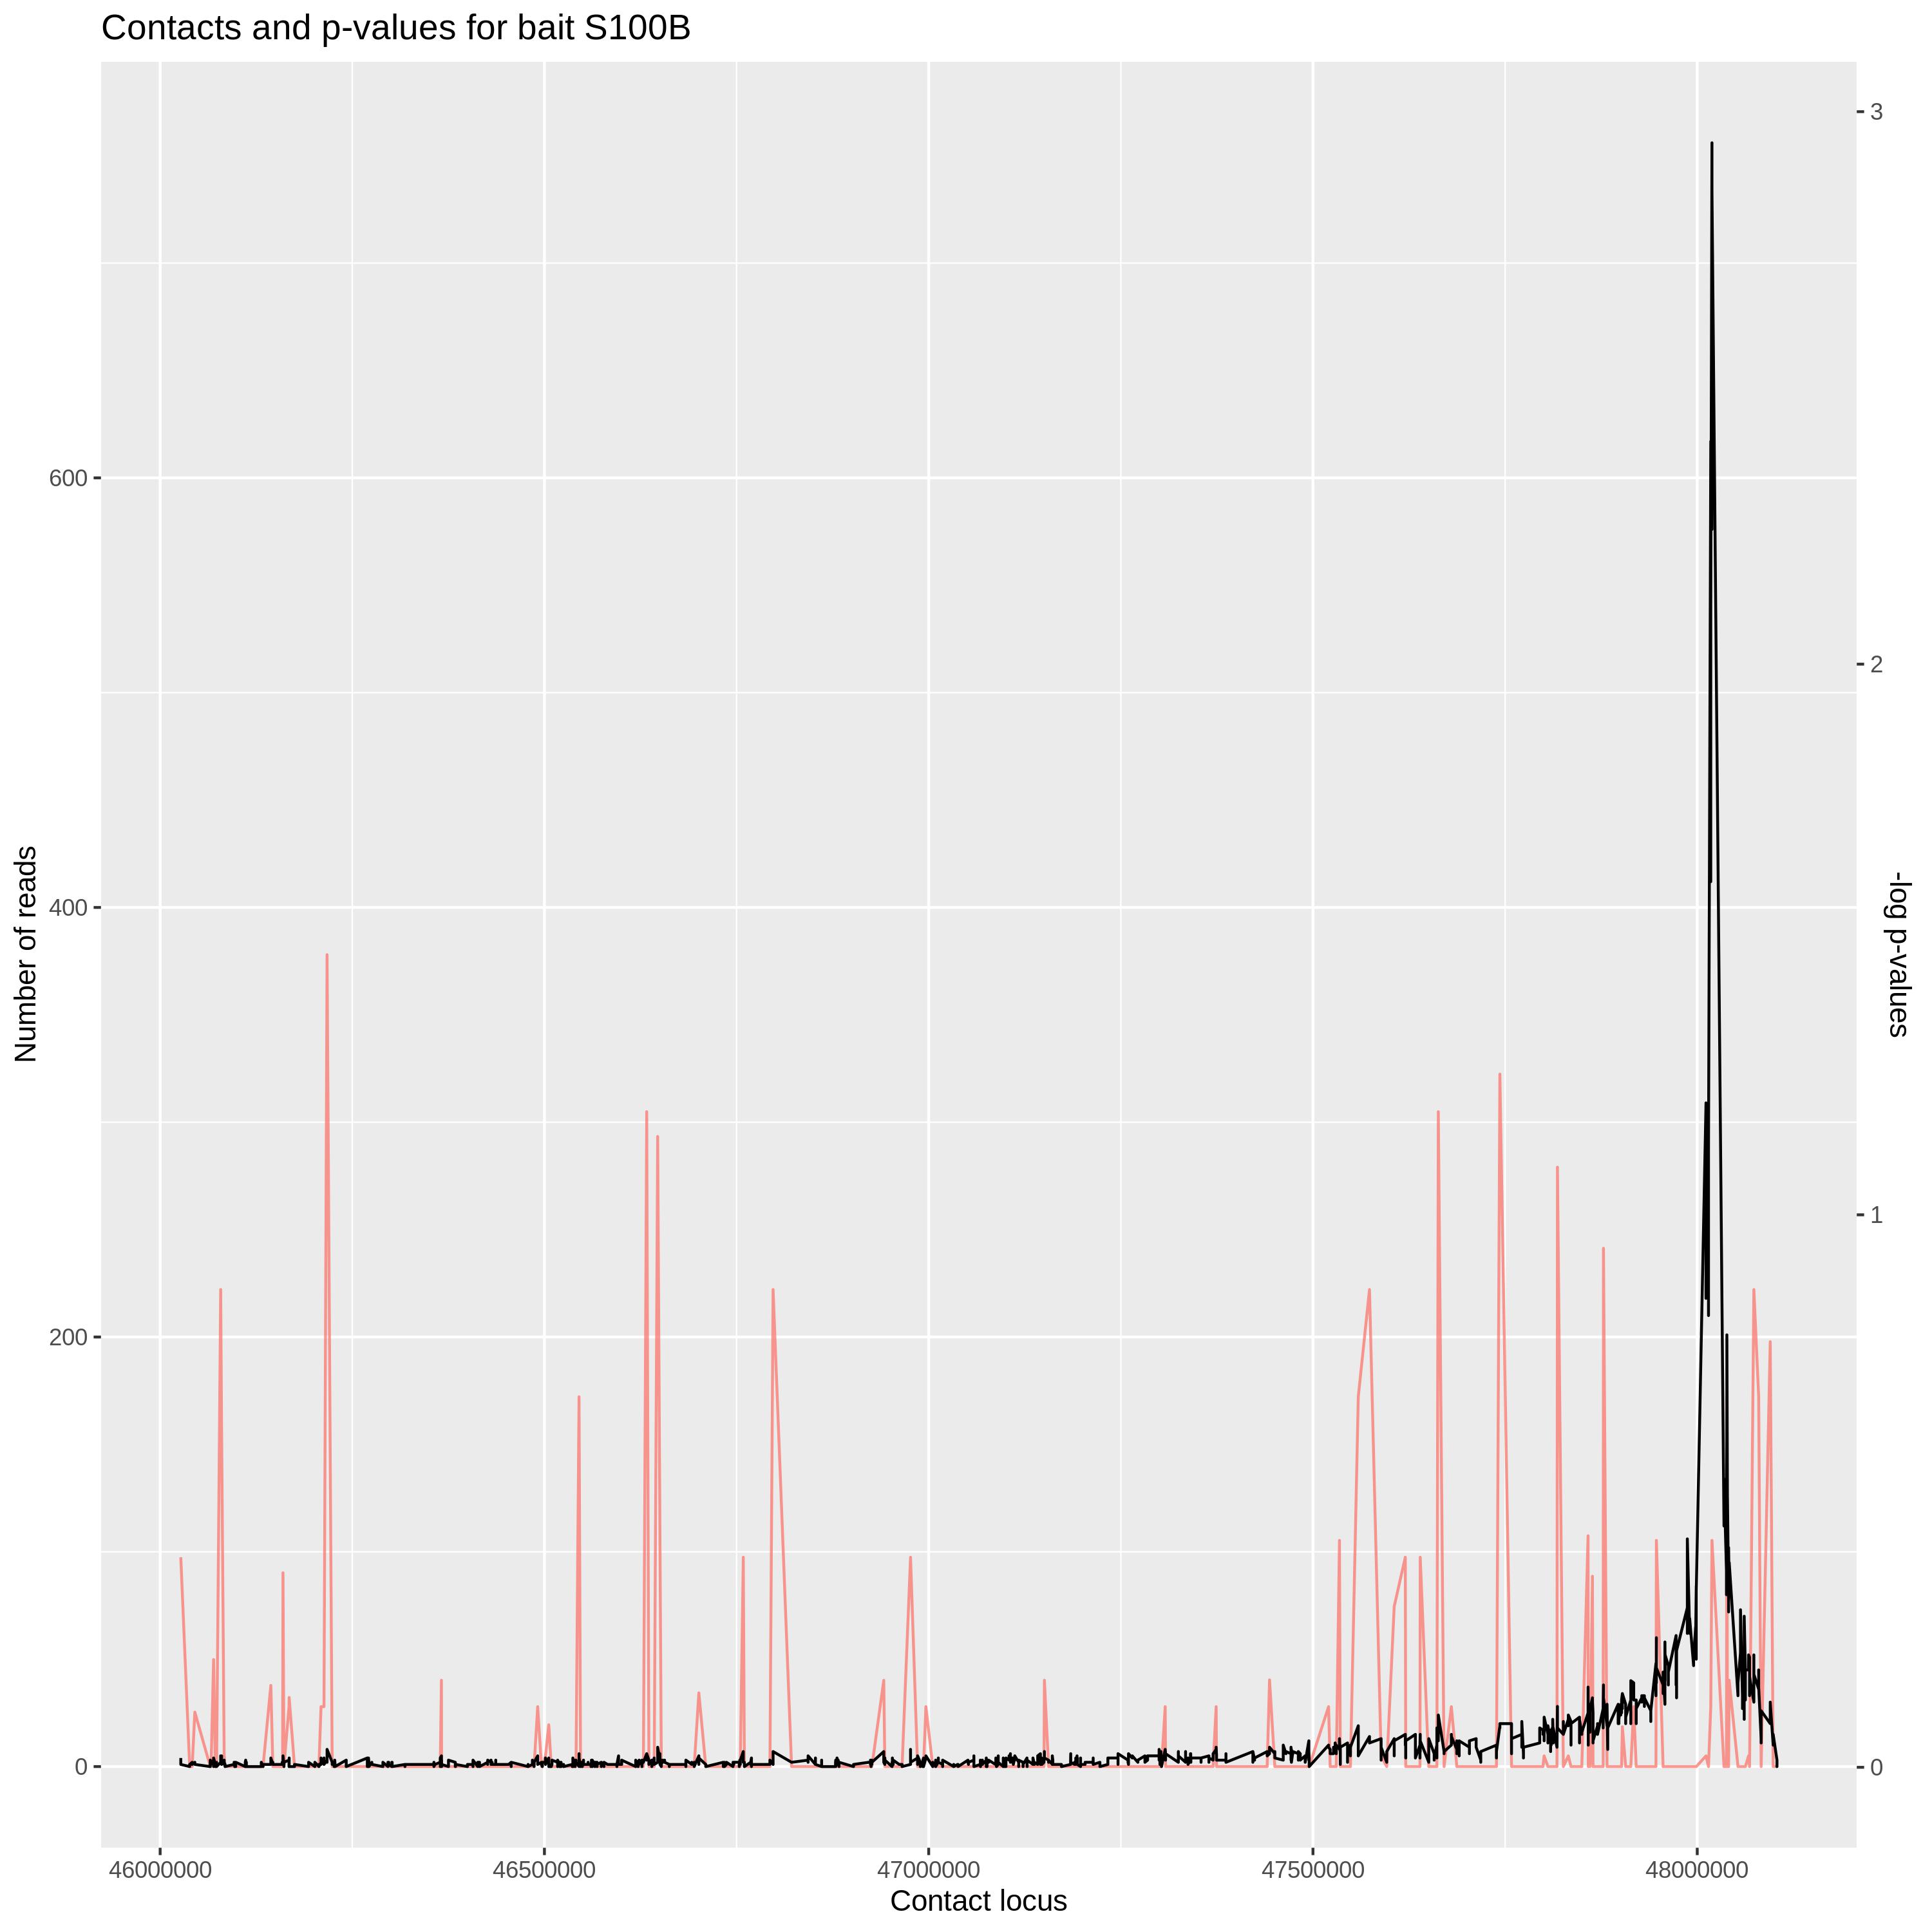 Contacts and p-values for bait S100B
3
600
2
Number of reads
400
-log p-values
1
200
0
0
46000000 46500000 47000000 47500000 48000000
Contact locus